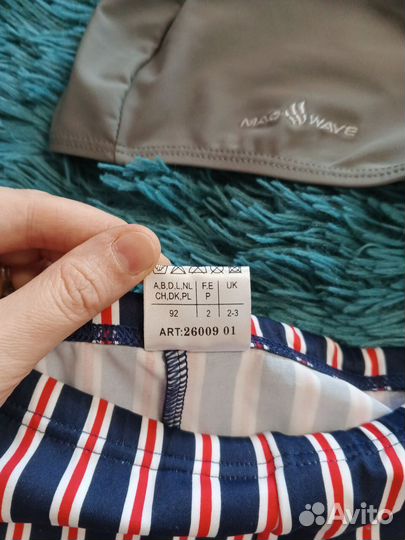 MAD WAVE
A,B,D,L,NL F.E UK
CH,DK,PL P
92 2 2-3
ART:26009 01
Avito